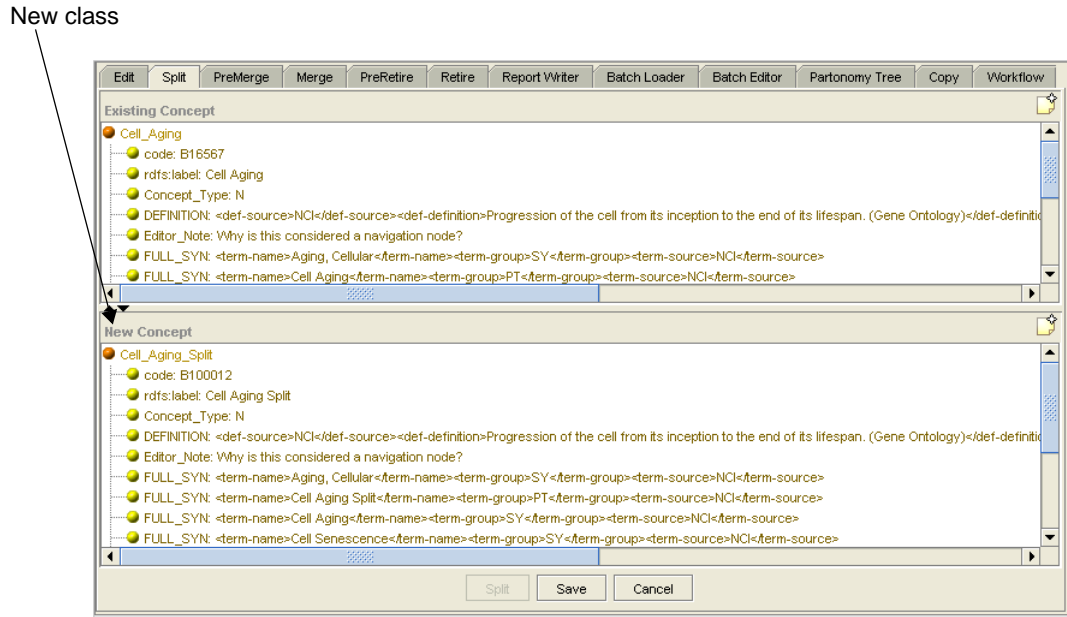 New class
Edit Split PreMerge Merge PreRetire Retire Report Writer Batch Loader Batch Editor Partonomy Tree Copy Workflow
Existing Concept
Cell_Aging
code: B16567
rdfs:label: Cell Aging
Concept_Type: N
DEFINITION: <def-source>NCI</def-source><def-definition>Progression of the cell from its inception to the end of its lifespan. (Gene Ontology)</def-definitio
Editor_Note: Why is this considered a navigation node?
FULL_SYN: <term-name>Aging, Cellular</term-name><term-group>SY</term-group><term-source>NCI</term-source>
FULL_SYN: <term-name>Cell Aging</term-name><term-group>PT</term-group><term-source>NCI</term-source>
New Concept
Cell_Aging_Split
code: B100012
rdfs:label: Cell Aging Split
Concept_Type: N
DEFINITION: <def-source>NCI</def-source><def-definition>Progression of the cell from its inception to the end of its lifespan. (Gene Ontology)</def-definitio
Editor_Note: Why is this considered a navigation node?
FULL_SYN: <term-name>Aging, Cellular</term-name><term-group>SY</term-group><term-source>NCI</term-source>
FULL_SYN: <term-name>Cell Aging Split</term-name><term-group>PT</term-group><term-source>NCI</term-source>
FULL_SYN: <term-name>Cell Aging</term-name><term-group>SY</term-group><term-source>NCI</term-source>
FULL_SYN: <term-name>Cell Senescence</term-name><term-group>SY</term-group><term-source>NCI</term-source>
Split Save Cancel